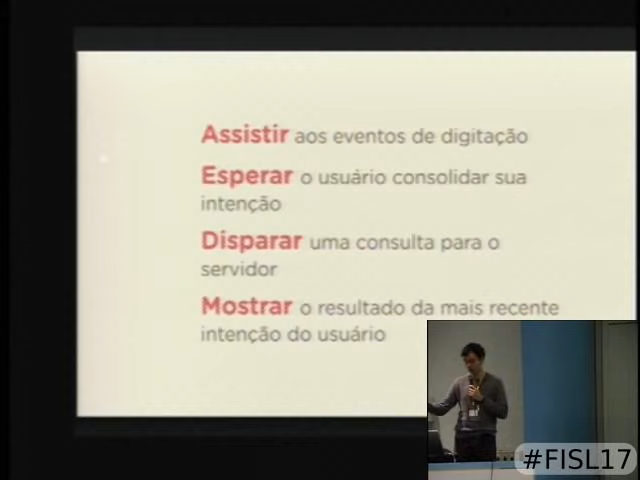 Assistir aos eventos de digitação
Esperar o usuário consolidar sua
intenção
Disparar uma consulta para o
servidor
Mostrar o resultado da mais recente
intenção do usuário
#FISL17